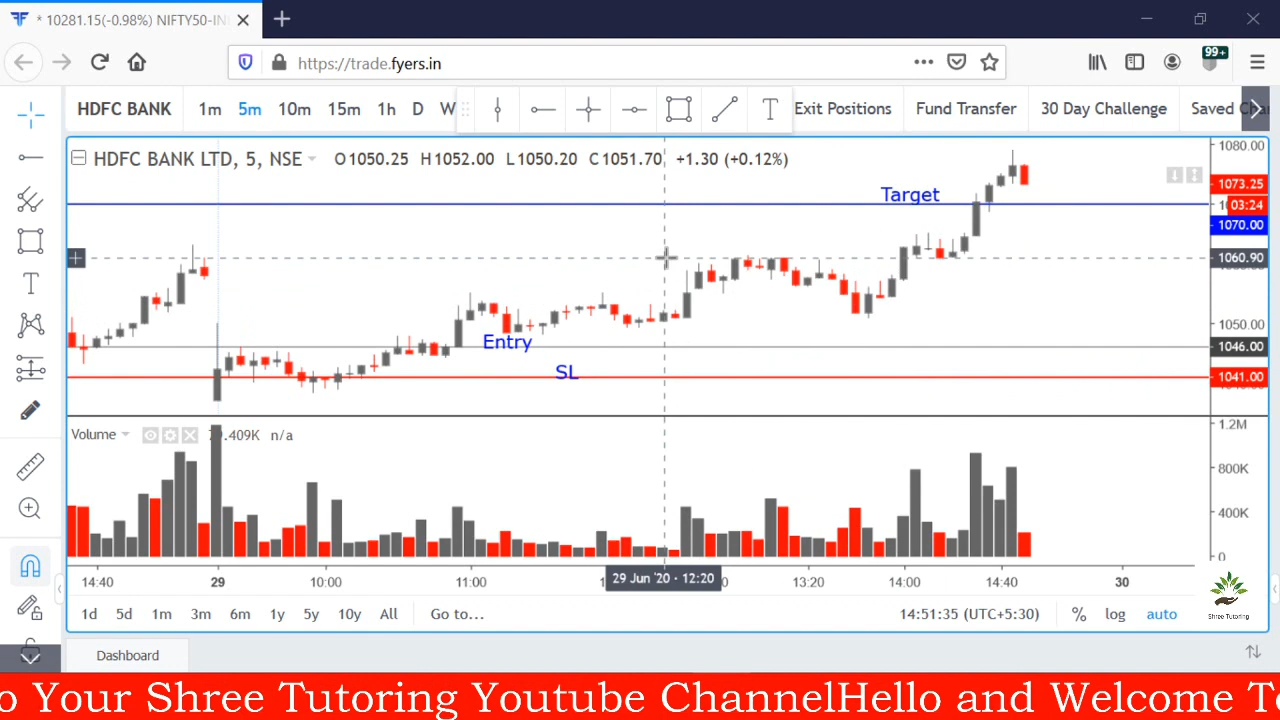 * 10281.15(-0.98%) NIFTY50-IN
https://trade.fyers.in
99+
HDFC BANK 1m 5m 10m 15m 1h D W T Exit Positions Fund Transfer 30 Day Challenge Saved
HDFC BANK LTD, 5, NSE O1050.25 H1052.00 L1050.20 C1051.70 +1.30 (+0.12%)
1080.00
1073.25
03:24
1070.00
1060.90
1050.00
1046.00
1041.00
Target
Entry
SL
Volume 409K n/a
1.2M
800K
400K
0
14:40 29 10:00 11:00 29 Jun '20 · 12:20 13:20 14:00 14:40 30
1d 5d 1m 3m 6m 1y 5y 10y All Go to... 14:51:35 (UTC+5:30) % log auto
Shree Tutoring
Dashboard
o Your Shree Tutoring Youtube ChannelHello and Welcome T